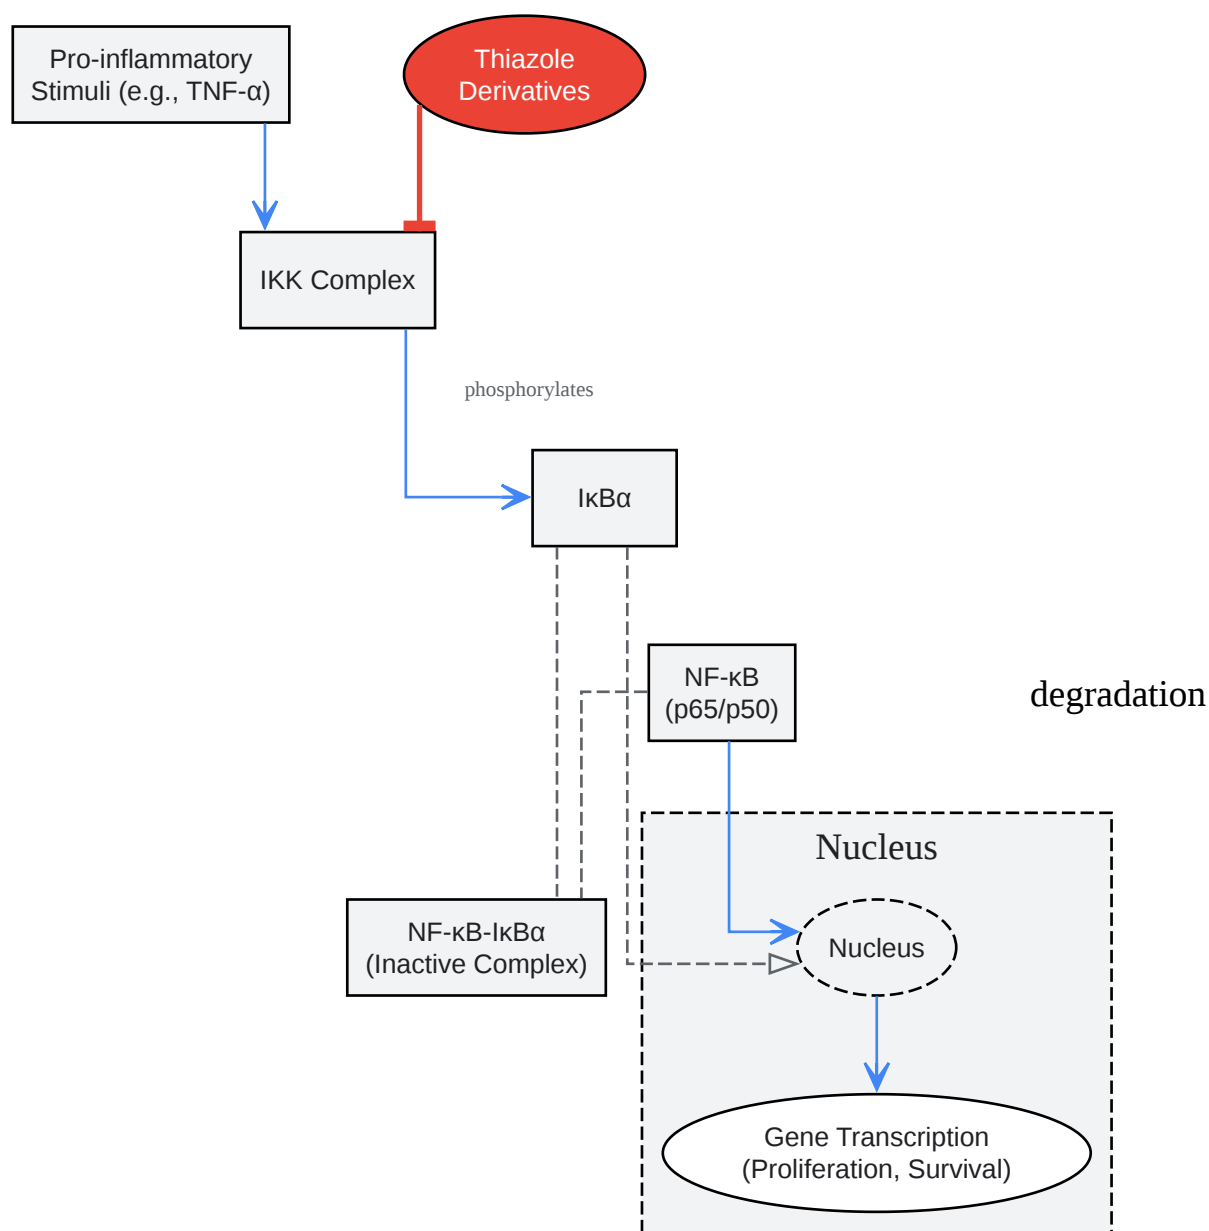 Pro-inflammatory
Stimuli (e.g., TNF-α)
Thiazole
Derivatives
IKK Complex
phosphorylates
IκBα
NF-κB
(p65/p50)
degradation
Nucleus
NF-κB-IκBα
(Inactive Complex)
Nucleus
Gene Transcription
(Proliferation, Survival)